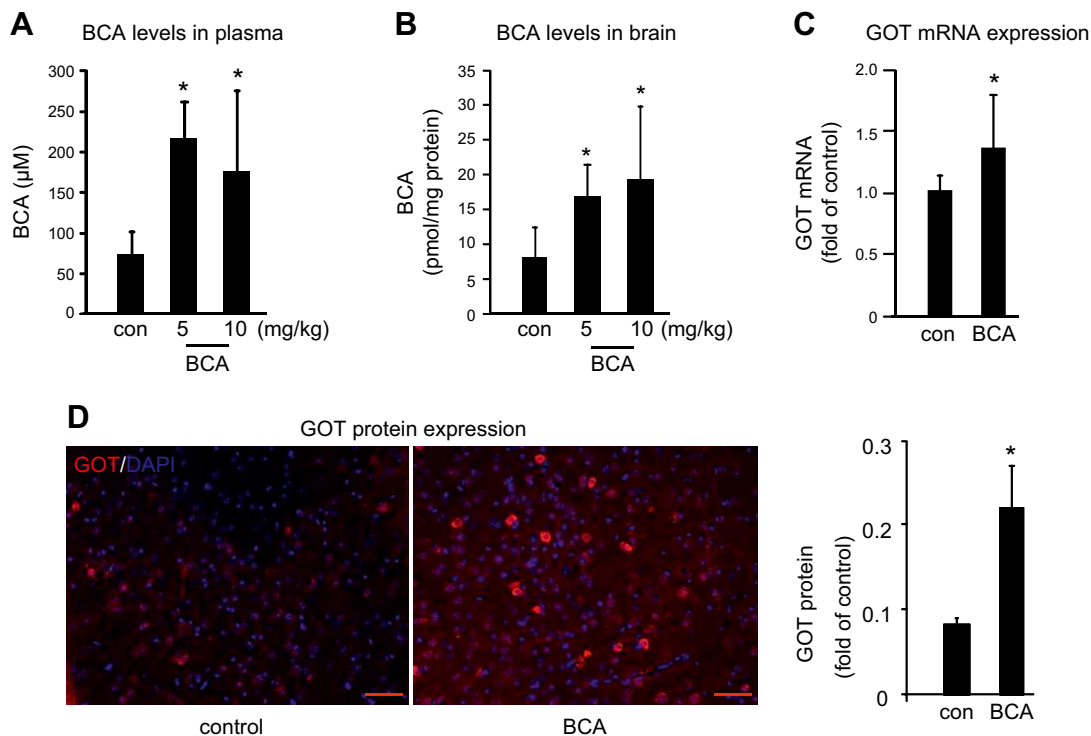 A
BCA levels in plasma
BCA (µM)
300
250
200
150
100
50
0
*
*
con
5
10
(mg/kg)
BCA
B
BCA levels in brain
BCA
(pmol/mg protein)
35
30
25
20
15
10
5
0
*
*
con
5
10
(mg/kg)
BCA
C
GOT mRNA expression
GOT mRNA
(fold of control)
2.0
1.5
1.0
0.5
0
*
con
BCA
D
GOT protein expression
GOT/DAPI
control
BCA
GOT protein
(fold of control)
0.3
0.2
0.1
0
*
con
BCA